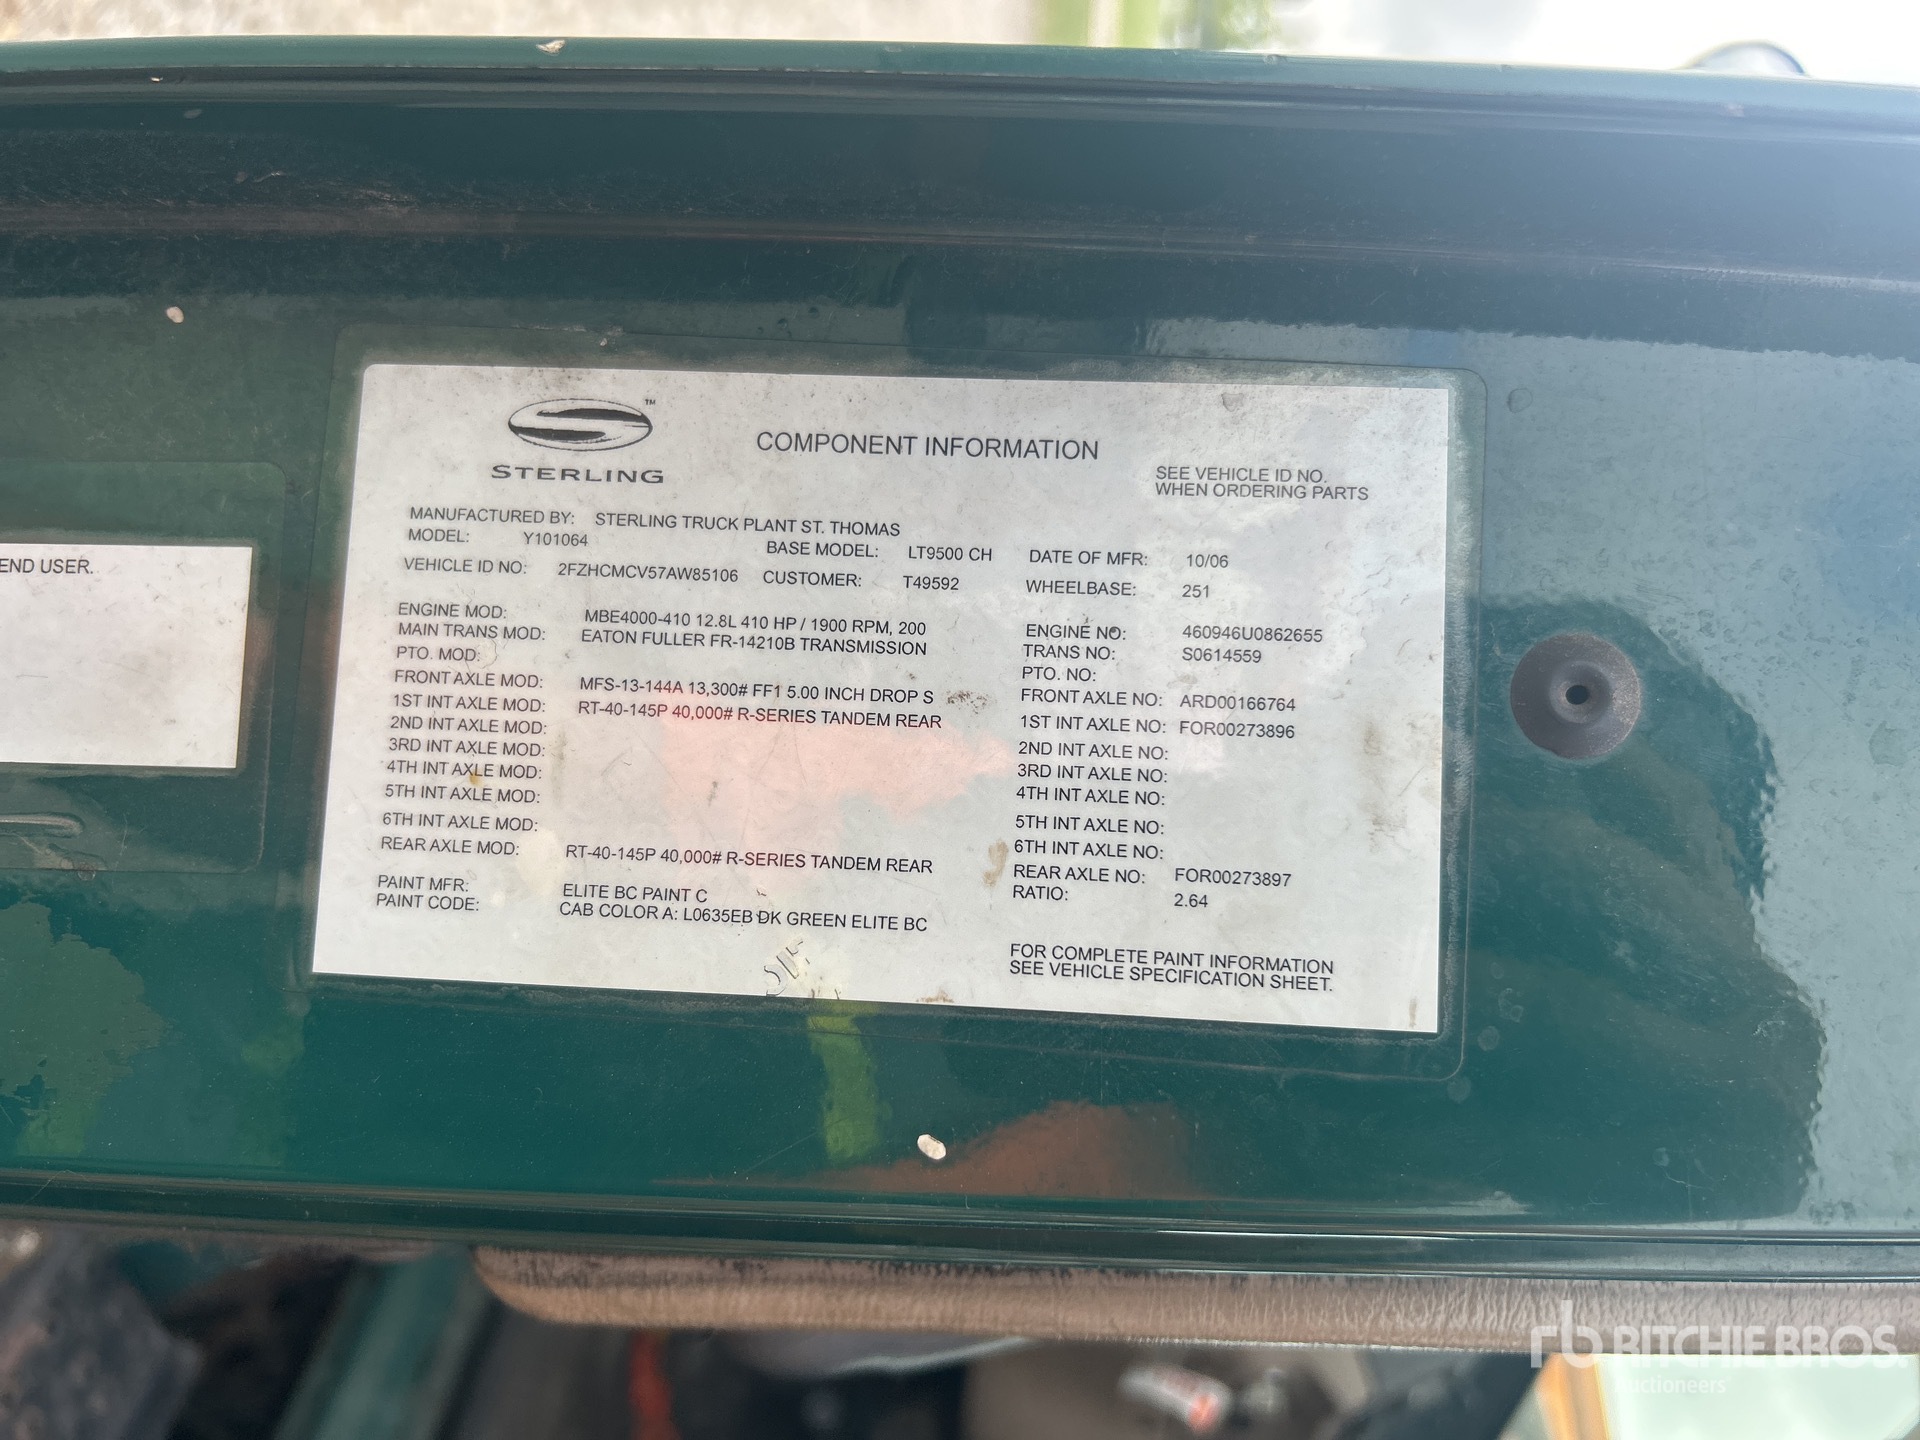 END USER.
STERLING ™
COMPONENT INFORMATION
SEE VEHICLE ID NO.
WHEN ORDERING PARTS
MANUFACTURED BY: STERLING TRUCK PLANT ST. THOMAS
MODEL: Y101064 BASE MODEL: LT9500 CH DATE OF MFR: 10/06
VEHICLE ID NO: 2FZHCMCV57AW85106 CUSTOMER: T49592 WHEELBASE: 251
ENGINE MOD: MBE4000-410 12.8L 410 HP / 1900 RPM, 200 ENGINE NO: 460946U0862655
MAIN TRANS MOD: EATON FULLER FR-14210B TRANSMISSION TRANS NO: S0614559
PTO. MOD: PTO. NO:
FRONT AXLE MOD: MFS-13-144A 13,300# FF1 5.00 INCH DROP S FRONT AXLE NO: ARD00166764
1ST INT AXLE MOD: RT-40-145P 40,000# R-SERIES TANDEM REAR 1ST INT AXLE NO: FOR00273896
2ND INT AXLE MOD: 2ND INT AXLE NO:
3RD INT AXLE MOD: 3RD INT AXLE NO:
4TH INT AXLE MOD: 4TH INT AXLE NO:
5TH INT AXLE MOD: 5TH INT AXLE NO:
6TH INT AXLE MOD: 6TH INT AXLE NO:
REAR AXLE MOD: RT-40-145P 40,000# R-SERIES TANDEM REAR REAR AXLE NO: FOR00273897
RATIO: 2.64
PAINT MFR: ELITE BC PAINT C
PAINT CODE: CAB COLOR A: L0635EB DK GREEN ELITE BC
FOR COMPLETE PAINT INFORMATION
SEE VEHICLE SPECIFICATION SHEET.
rb RITCHIE BROS.
Auctioneers